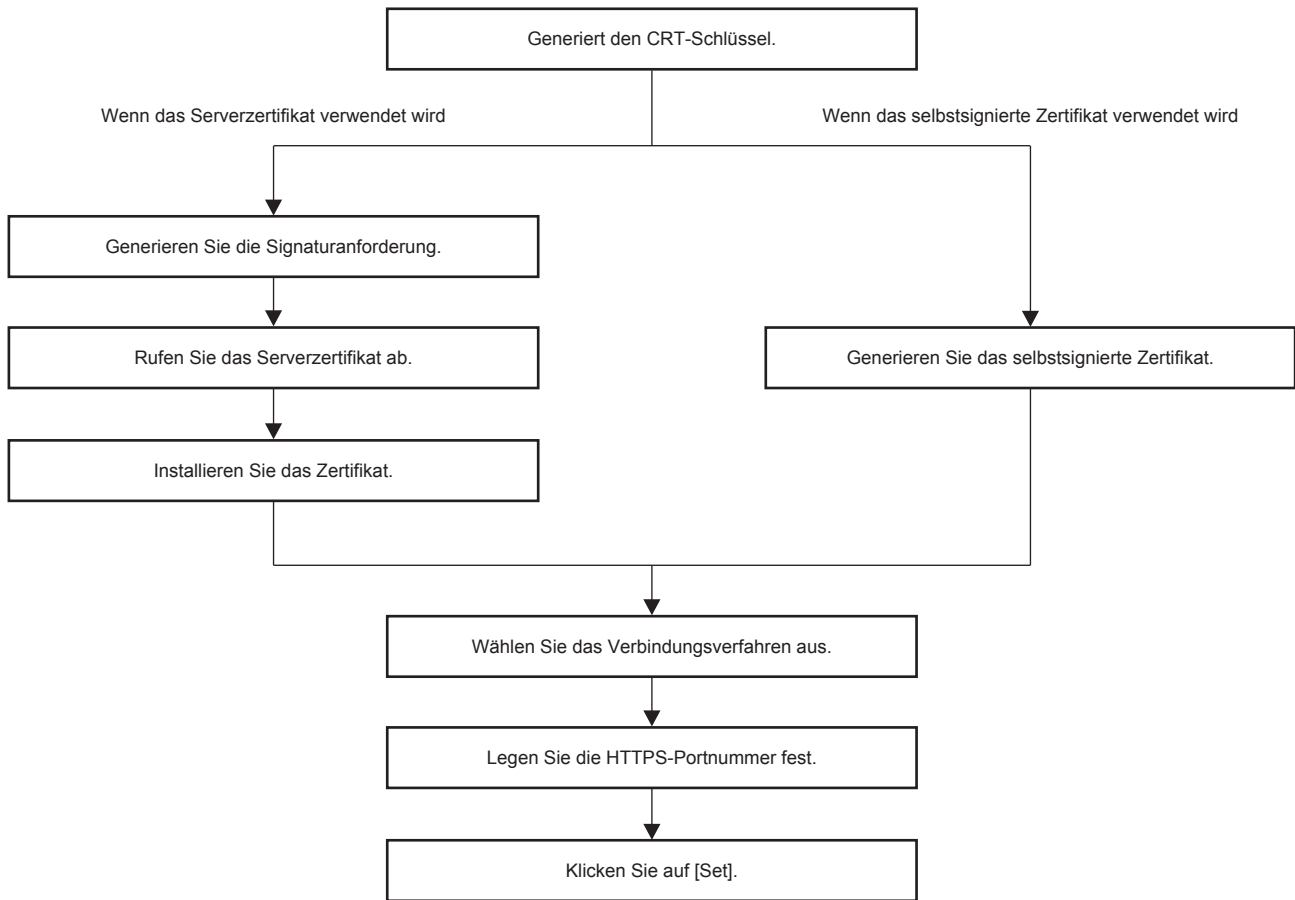 Generiert den CRT-Schlüssel.
Wenn das Serverzertifikat verwendet wird
Wenn das selbstsignierte Zertifikat verwendet wird
Generieren Sie die Signaturanforderung.
Rufen Sie das Serverzertifikat ab.
Generieren Sie das selbstsignierte Zertifikat.
Installieren Sie das Zertifikat.
Wählen Sie das Verbindungsverfahren aus.
Legen Sie die HTTPS-Portnummer fest.
Klicken Sie auf [Set].